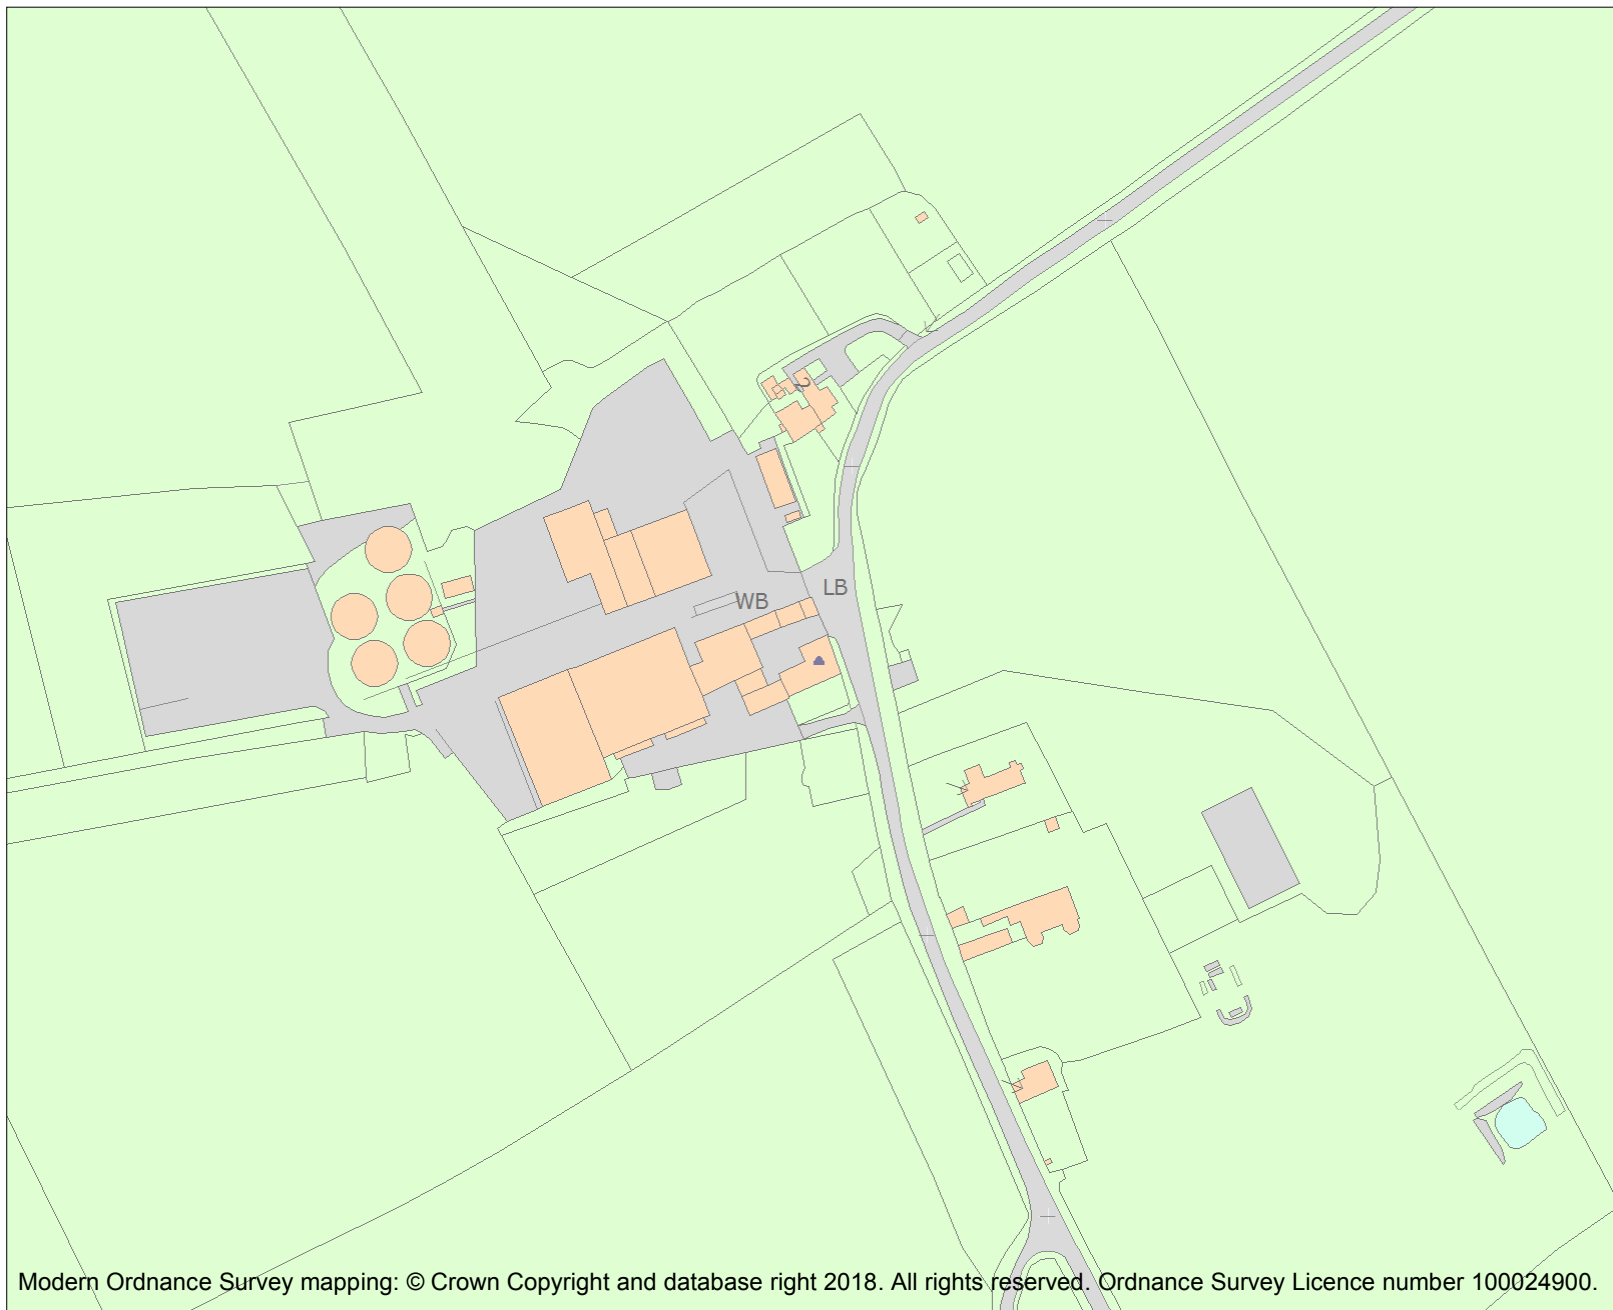 2
LB
WB
Modern Ordnance Survey mapping: © Crown Copyright and database right 2018. All rights reserved. Ordnance Survey Licence number 100024900.